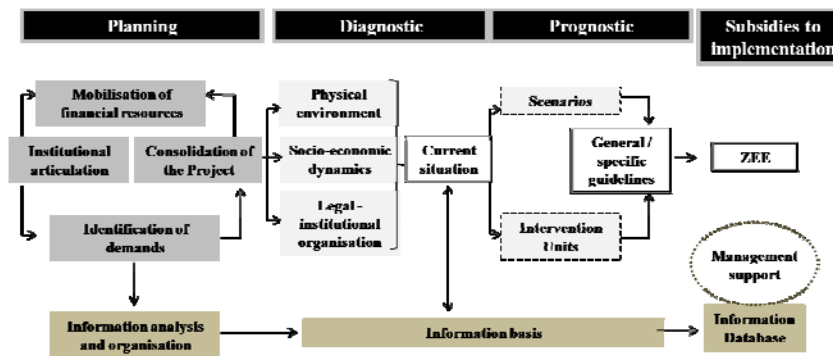 Planning
Diagnostic
Prognostic
Subsidies to
implementation
Mobilisation of
financial resources
Institutional
articulation
Consolidation of
the Project
Identification of
demands
Information analysis
and organisation
Physical
environment
Socio-economic
dynamics
Legal -
institutional
organisation
Current
situation
Information basis
Scenarios
General /
specific
guidelines
Intervention
Units
ZEE
Management
support
Information
Database